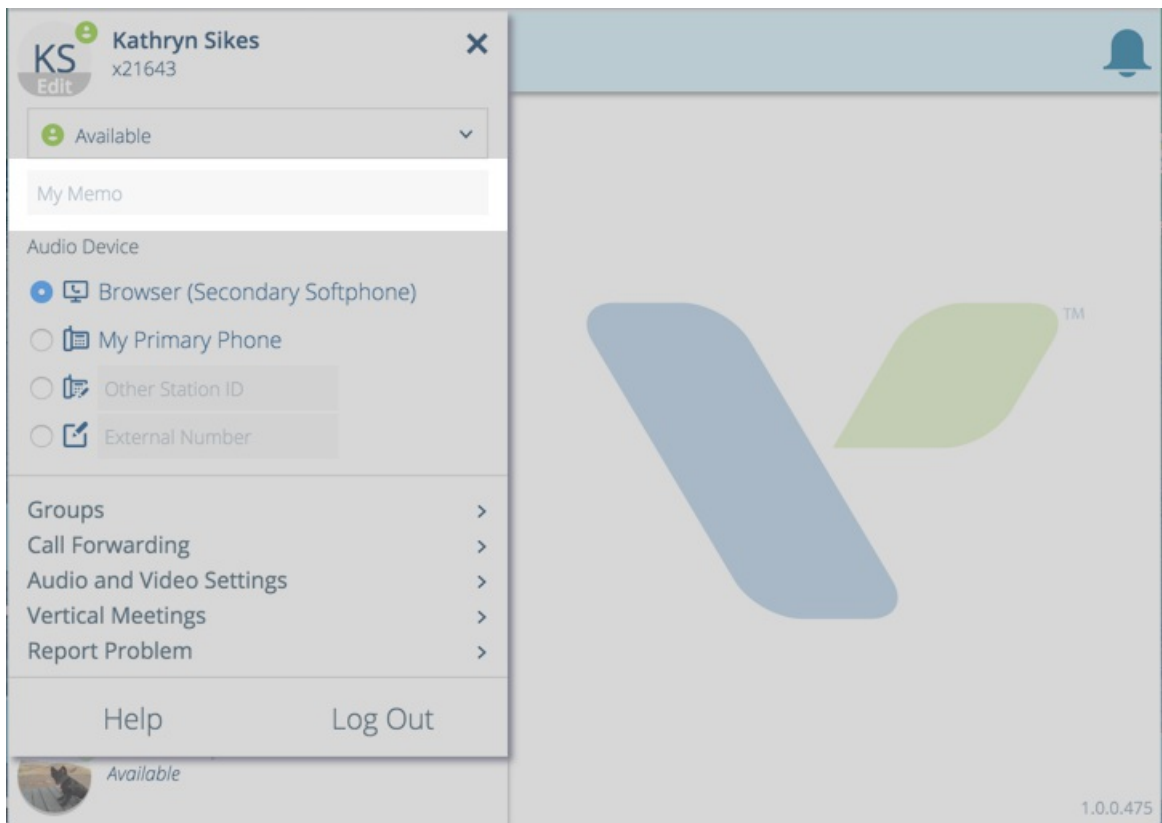 KS
Edit
Kathryn Sikes
x21643
Available
My Memo
Audio Device
Browser (Secondary Softphone)
My Primary Phone
Other Station ID
External Number
Groups
Call Forwarding
Audio and Video Settings
Vertical Meetings
Report Problem
Help
Log Out
Available
TM
1.0.0.475